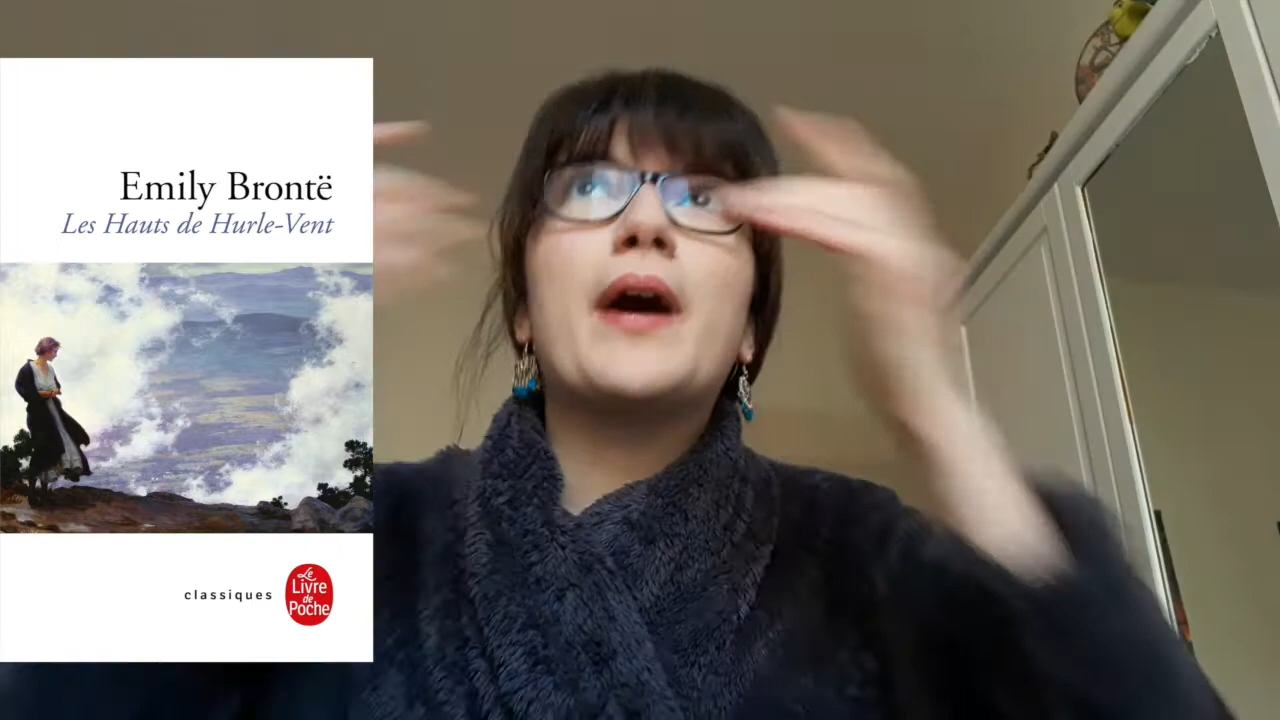 Emily Brontë
Les Hauts de Hurle-Vent
classiques
Le
Livre
de
Poche